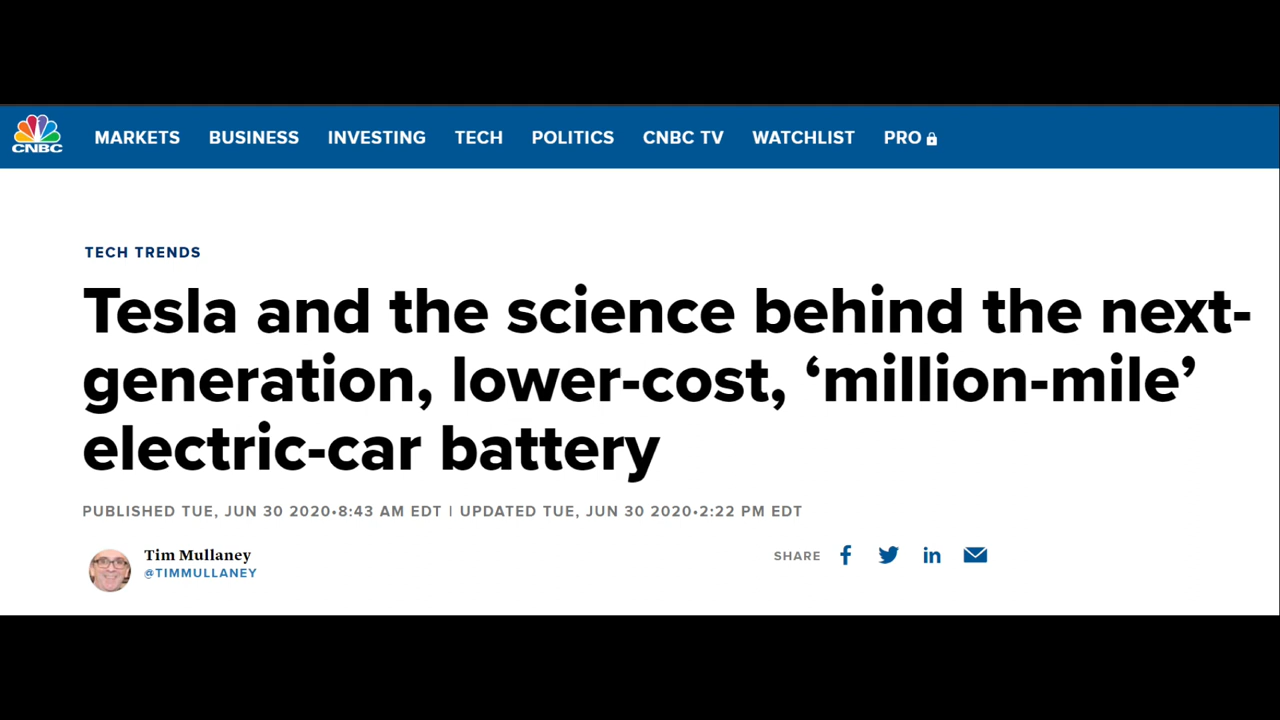 CNBC
MARKETS BUSINESS INVESTING TECH POLITICS CNBC TV WATCHLIST PRO
TECH TRENDS
Tesla and the science behind the next-
generation, lower-cost, ‘million-mile’
electric-car battery
PUBLISHED TUE, JUN 30 2020•8:43 AM EDT | UPDATED TUE, JUN 30 2020•2:22 PM EDT
Tim Mullaney
@TIMMULLANEY
SHARE f in